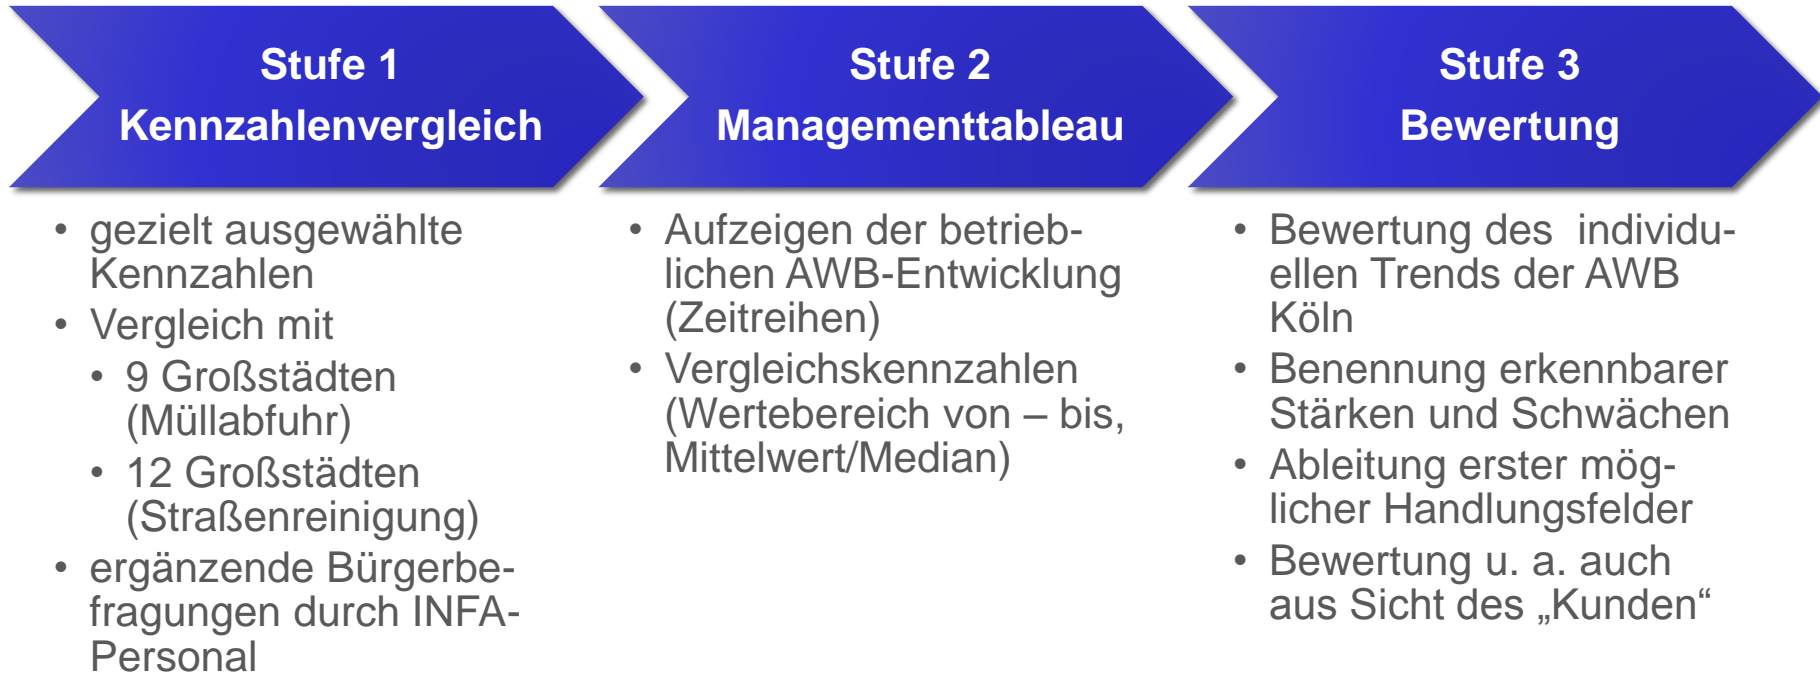 Stufe 1
Kennzahlenvergleich
• gezielt ausgewählte
Kennzahlen
• Vergleich mit
• 9 Großstädten
(Müllabfuhr)
• 12 Großstädten
(Straßenreinigung)
• ergänzende Bürgerbe-
fragungen durch INFA-
Personal
Stufe 2
Managementtableau
• Aufzeigen der betrieb-
lichen AWB-Entwicklung
(Zeitreihen)
• Vergleichskennzahlen
(Wertebereich von – bis,
Mittelwert/Median)
Stufe 3
Bewertung
• Bewertung des individu-
ellen Trends der AWB
Köln
• Benennung erkennbarer
Stärken und Schwächen
• Ableitung erster mög-
licher Handlungsfelder
• Bewertung u. a. auch
aus Sicht des „Kunden“